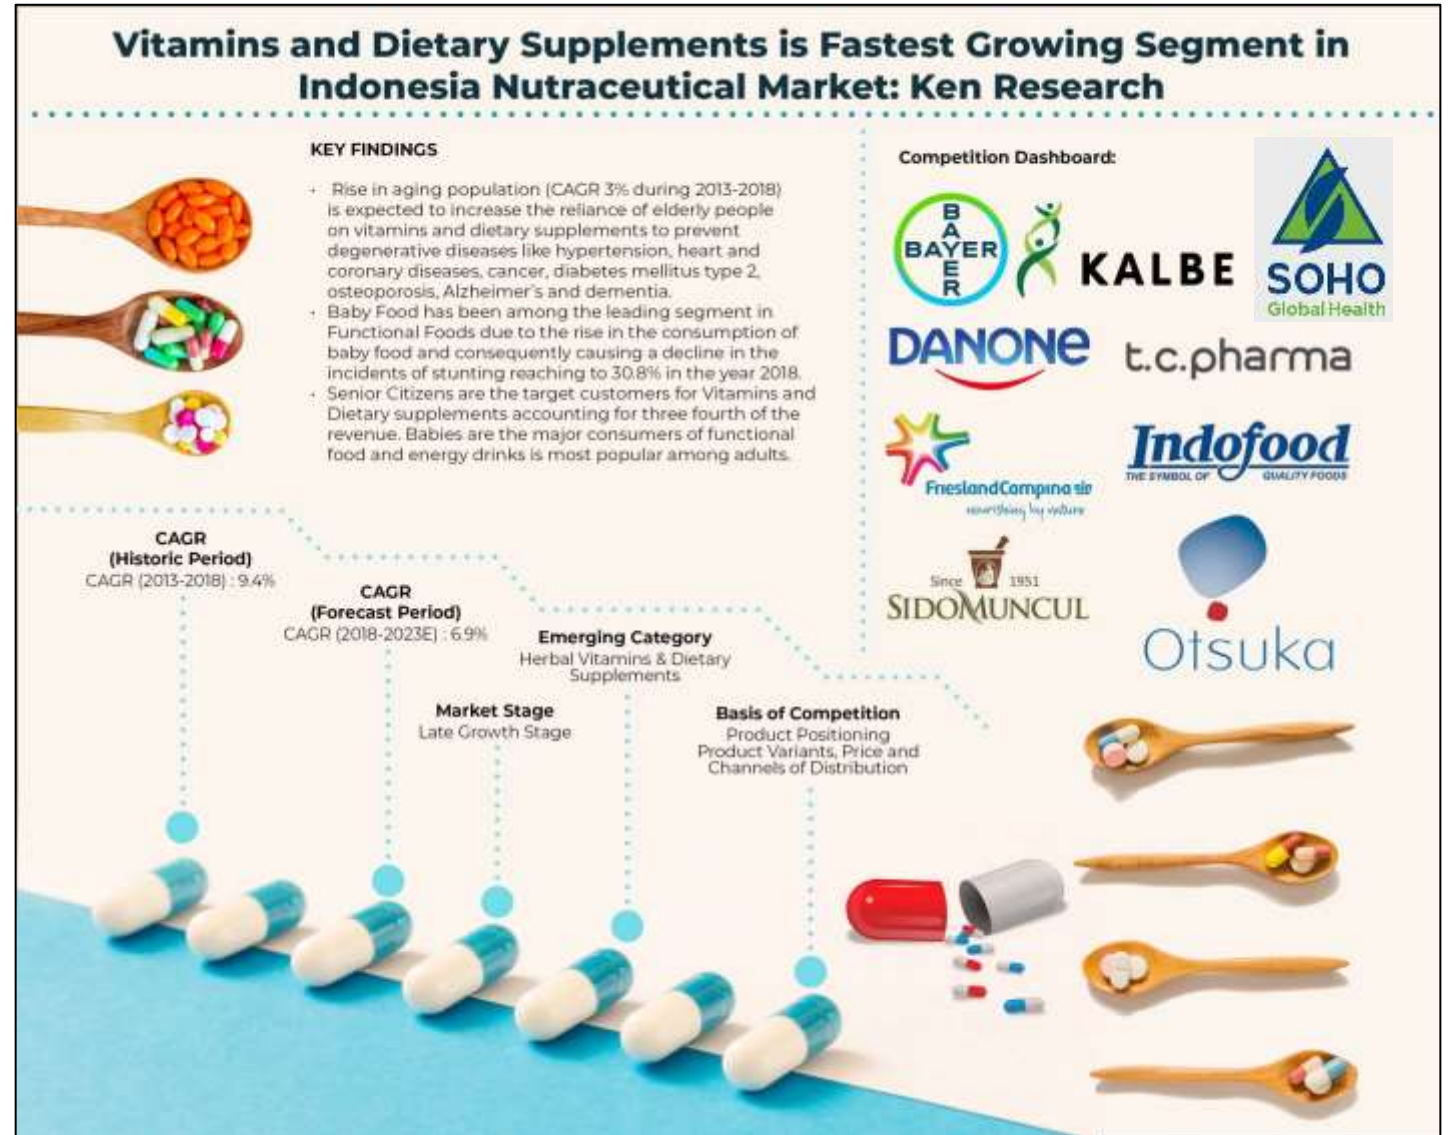 Vitamins and Dietary Supplements is Fastest Growing Segment in
Indonesia Nutraceutical Market: Ken Research
KEY FINDINGS
• Rise in aging population (CAGR 3% during 2013-2018)
is expected to increase the reliance of elderly people
on vitamins and dietary supplements to prevent
degenerative diseases like hypertension, heart and
coronary diseases, cancer, diabetes mellitus type 2,
osteoporosis, Alzheimer's and dementia.
• Baby Food has been among the leading segment in
Functional Foods due to the rise in the consumption of
baby food and consequently causing a decline in the
incidents of stunting reaching to 30.8% in the year 2018.
• Senior Citizens are the target customers for Vitamins and
Dietary supplements accounting for three fourth of the
revenue. Babies are the major consumers of functional
food and energy drinks is most popular among adults.
Competition Dashboard:
BAYER
BAYER
KALBE
SOHO
Global Health
DANONE
t.c.pharma
FrieslandCampina
nourishing by nature
Indofood
THE SYMBOL OF QUALITY FOODS
Since 1951
SIDOMUNCUL
Otsuka
CAGR
(Historic Period)
CAGR (2013-2018) : 9.4%
CAGR
(Forecast Period)
CAGR (2018-2023E) : 6.9%
Emerging Category
Herbal Vitamins & Dietary
Supplements
Market Stage
Late Growth Stage
Basis of Competition
Product Positioning
Product Variants, Price and
Channels of Distribution